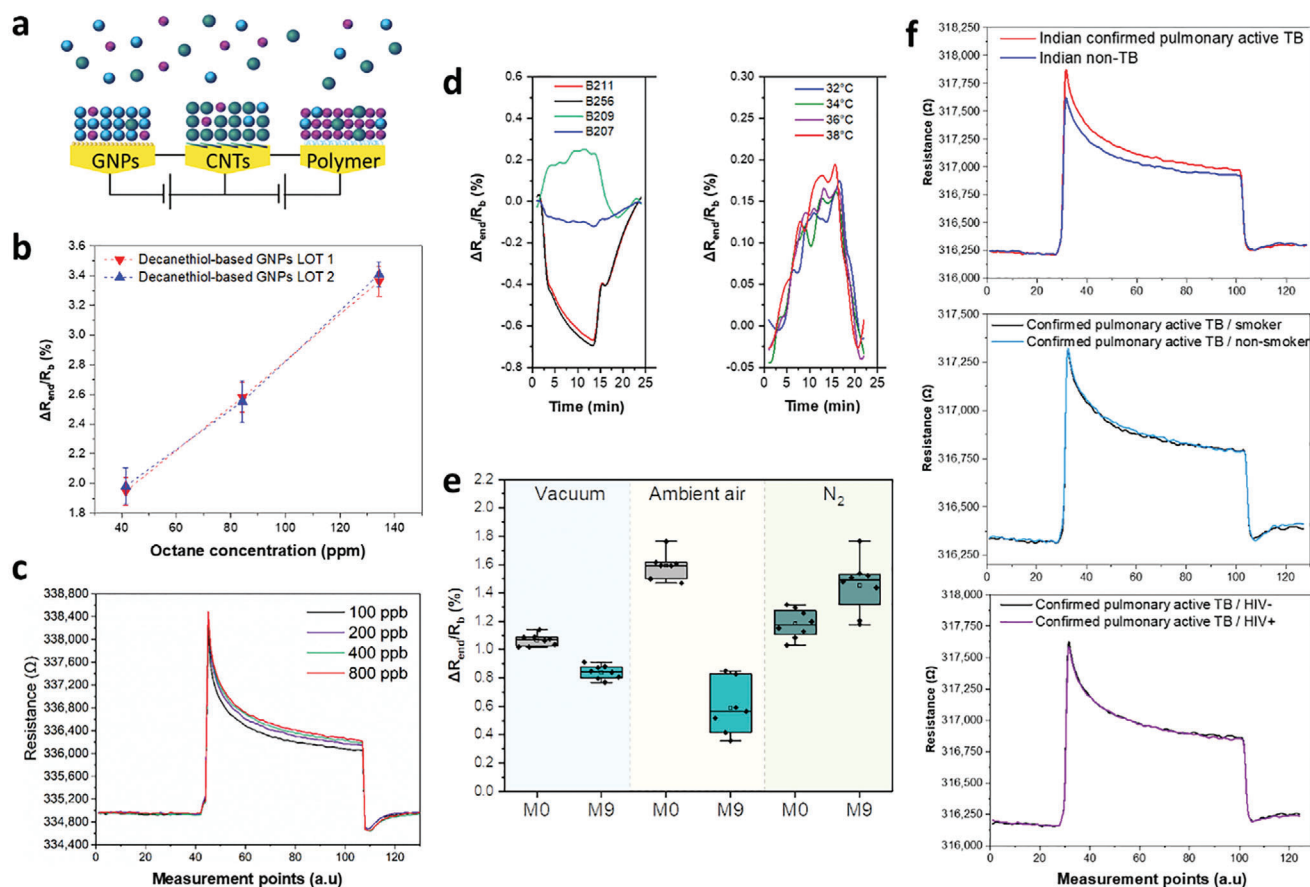 a
GNPs
CNTs
Polymer
b
Decanethiol-based GNPs LOT 1
Decanethiol-based GNPs LOT 2
ΔR_end/R_b (%)
3.6
3.4
3.2
3.0
2.8
2.6
2.4
2.2
2.0
1.8
40 60 80 100 120 140
Octane concentration (ppm)
c
100 ppb
200 ppb
400 ppb
800 ppb
Resistance (Ω)
338,800
338,400
338,000
337,600
337,200
336,800
336,400
336,000
335,600
335,200
334,800
334,400
0 20 40 60 80 100 120
Measurement points (a.u)
d
B211
B256
B209
B207
ΔR_end/R_b (%)
0.6
0.4
0.2
0.0
-0.2
-0.4
-0.6
-0.8
0 5 10 15 20 25
Time (min)
32°C
34°C
36°C
38°C
ΔR_end/R_b (%)
0.30
0.25
0.20
0.15
0.10
0.05
0.00
-0.05
0 5 10 15 20 25
Time (min)
e
Vacuum
Ambient air
N₂
ΔR_end/R_b (%)
2.2
2.0
1.8
1.6
1.4
1.2
1.0
0.8
0.6
0.4
0.2
0.0
M0 M9 M0 M9 M0 M9
f
Indian confirmed pulmonary active TB
Indian non-TB
Resistance (Ω)
318,250
318,000
317,750
317,500
317,250
317,000
316,750
316,500
316,250
316,000
0 20 40 60 80 100 120
Confirmed pulmonary active TB / smoker
Confirmed pulmonary active TB / non-smoker
Resistance (Ω)
317,500
317,250
317,000
316,750
316,500
316,250
0 20 40 60 80 100 120
Confirmed pulmonary active TB / HIV-
Confirmed pulmonary active TB / HIV+
Resistance (Ω)
318,000
317,750
317,500
317,250
317,000
316,750
316,500
316,250
316,000
0 20 40 60 80 100 120
Measurement points (a.u)